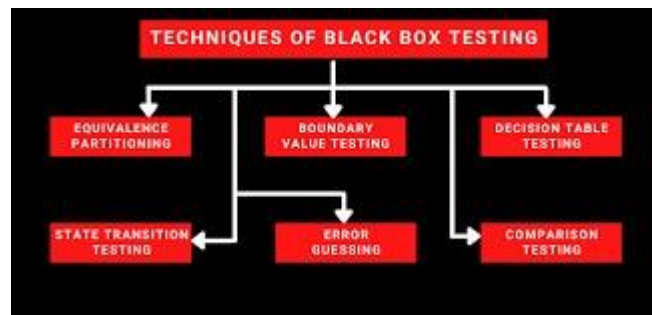 TECHNIQUES OF BLACK BOX TESTING
EQUIVALENCE
PARTITIONING
BOUNDARY
VALUE TESTING
DECISION TABLE
TESTING
STATE TRANSITION
TESTING
ERROR
GUESSING
COMPARISON
TESTING